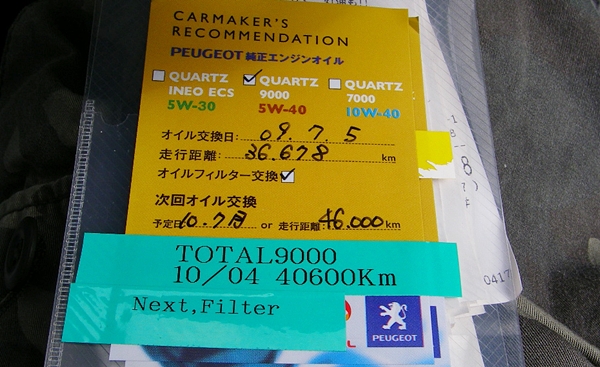 CARMAKER'S
RECOMMENDATION
PEUGEOT 純正エンジンオイル
QUARTZ INEO ECS 5W-30
QUARTZ 9000 5W-40
QUARTZ 7000 10W-40
オイル交換日: 09.7.5
走行距離: 36.678 km
オイルフィルター交換
次回オイル交換
予定日 10.7月 or 走行距離: 46.000 km
TOTAL9000
10/04 40600Km
Next,Filter
PEUGEOT
0417